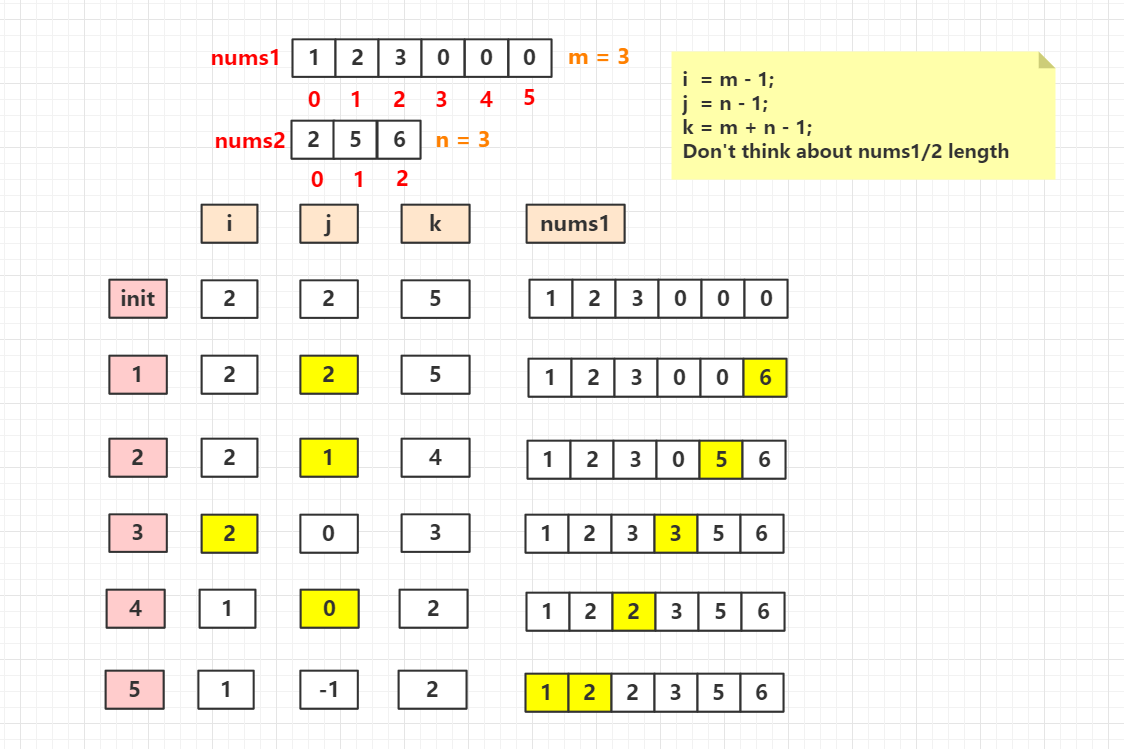 nums1 1 2 3 0 0 0 m = 3
0 1 2 3 4 5
nums2 2 5 6 n = 3
0 1 2
i = m - 1;
j = n - 1;
k = m + n - 1;
Don't think about nums1/2 length
i j k nums1
init 2 2 5 1 2 3 0 0 0
1 2 2 5 1 2 3 0 0 6
2 2 1 4 1 2 3 0 5 6
3 2 0 3 1 2 3 3 5 6
4 1 0 2 1 2 2 3 5 6
5 1 -1 2 1 2 2 3 5 6